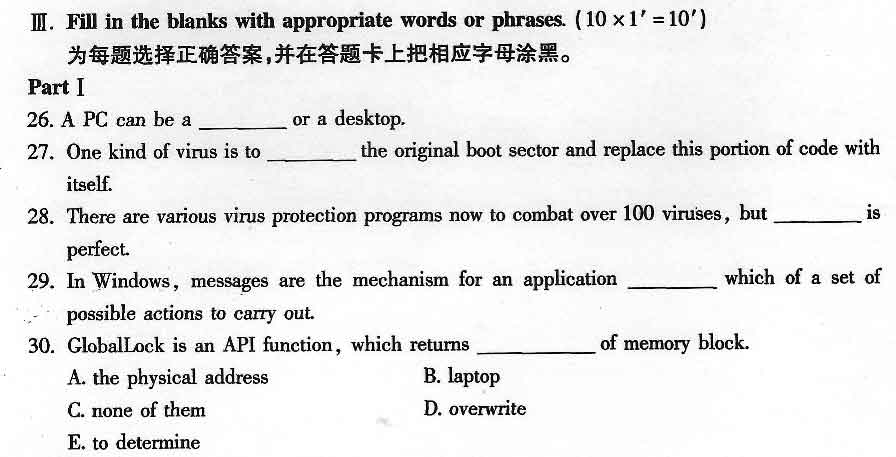 Ⅲ. Fill in the blanks with appropriate words or phrases. (10×1′=10′)
为每题选择正确答案,并在答题卡上把相应字母涂黑。
Part Ⅰ
26. A PC can be a ________ or a desktop.
27. One kind of virus is to ________ the original boot sector and replace this portion of code with
itself.
28. There are various virus protection programs now to combat over 100 viruses, but ________ is
perfect.
29. In Windows, messages are the mechanism for an application ________ which of a set of
possible actions to carry out.
30. GlobalLock is an API function, which returns ___________ of memory block.
A. the physical address B. laptop
C. none of them D. overwrite
E. to determine